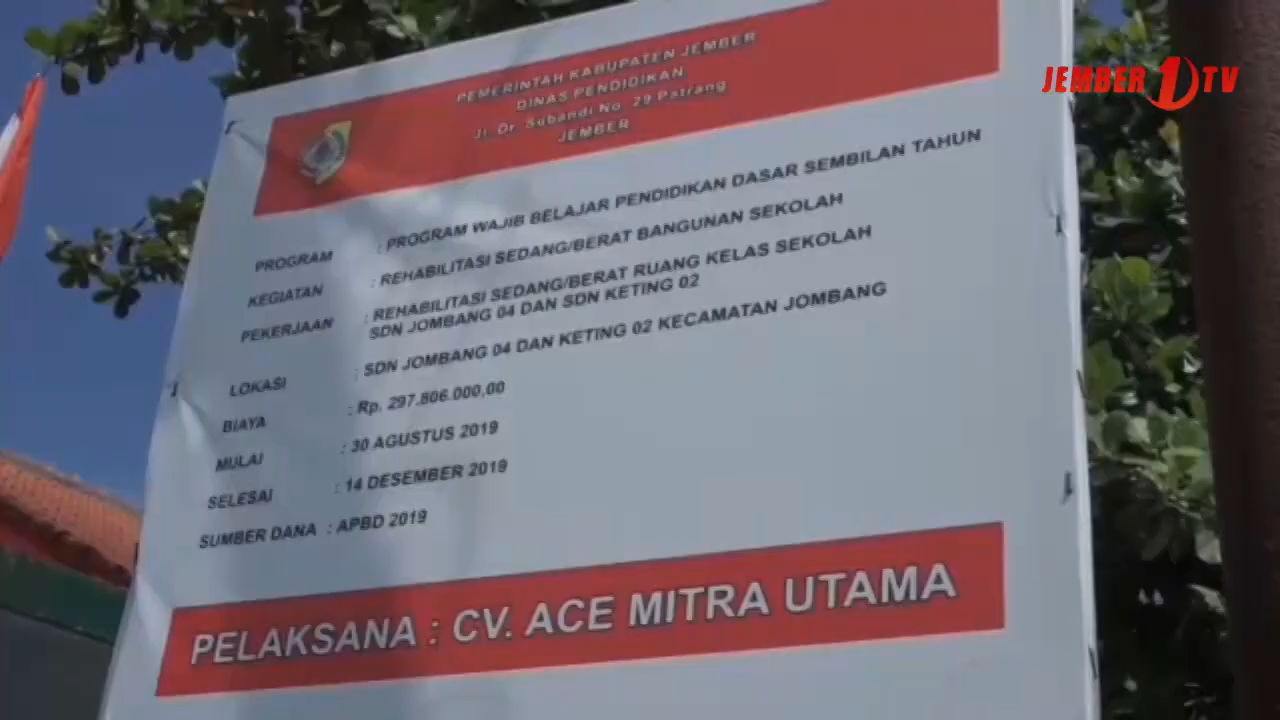 JEMBER 1 TV
PEMERINTAH KABUPATEN JEMBER
DINAS PENDIDIKAN
Jl. Dr. Subandi No. 29 Patrang
JEMBER
PROGRAM : PROGRAM WAJIB BELAJAR PENDIDIKAN DASAR SEMBILAN TAHUN
KEGIATAN : REHABILITASI SEDANG/BERAT BANGUNAN SEKOLAH
PEKERJAAN : REHABILITASI SEDANG/BERAT RUANG KELAS SEKOLAH
SDN JOMBANG 04 DAN SDN KETING 02
LOKASI : SDN JOMBANG 04 DAN KETING 02 KECAMATAN JOMBANG
BIAYA : Rp. 297.806.000,00
MULAI : 30 AGUSTUS 2019
SELESAI : 14 DESEMBER 2019
SUMBER DANA : APBD 2019
PELAKSANA : CV. ACE MITRA UTAMA